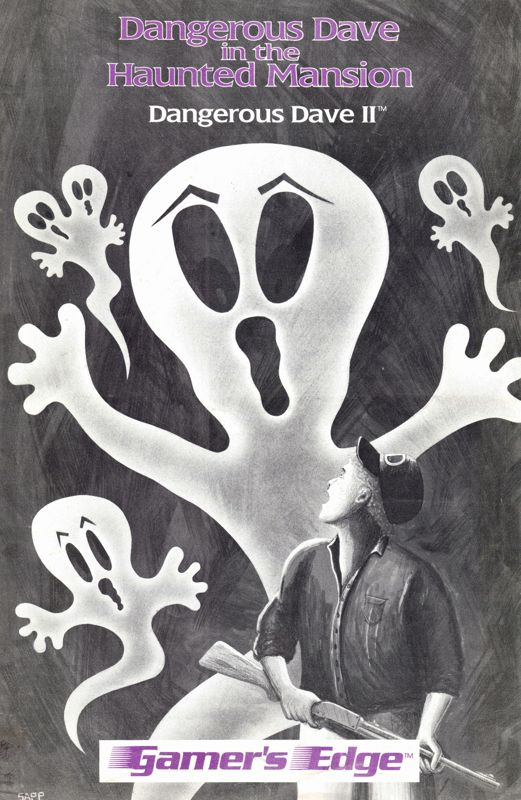 Dangerous Dave
in the
Haunted Mansion
Dangerous Dave II™
Gamer's Edge™
SAPP